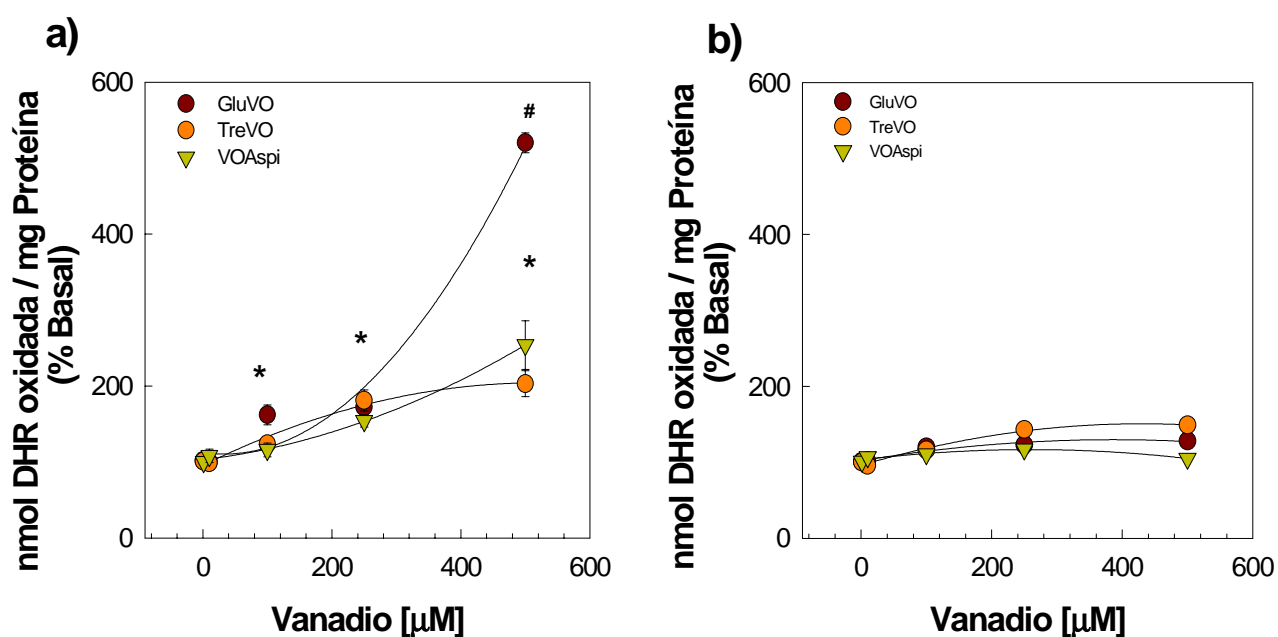 a)
nmol DHR oxidada / mg Proteína
(% Basal)
600
400
200
0
GluVO
TreVO
VOAspi
#
*
*
*
0
200
400
600
Vanadio [μM]
b)
nmol DHR oxidada / mg Proteína
(% Basal)
600
400
200
0
GluVO
TreVO
VOAspi
0
200
400
600
Vanadio [μM]